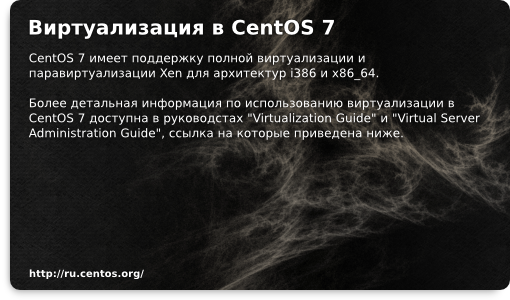 Виртуализация в CentOS 7
CentOS 7 имеет поддержку полной виртуализации и
паравиртуализации Xen для архитектур i386 и x86_64.
Более детальная информация по использованию виртуализации в
CentOS 7 доступна в руководстах "Virtualization Guide" и "Virtual Server
Administration Guide", ссылка на которые приведена ниже.
http://ru.centos.org/